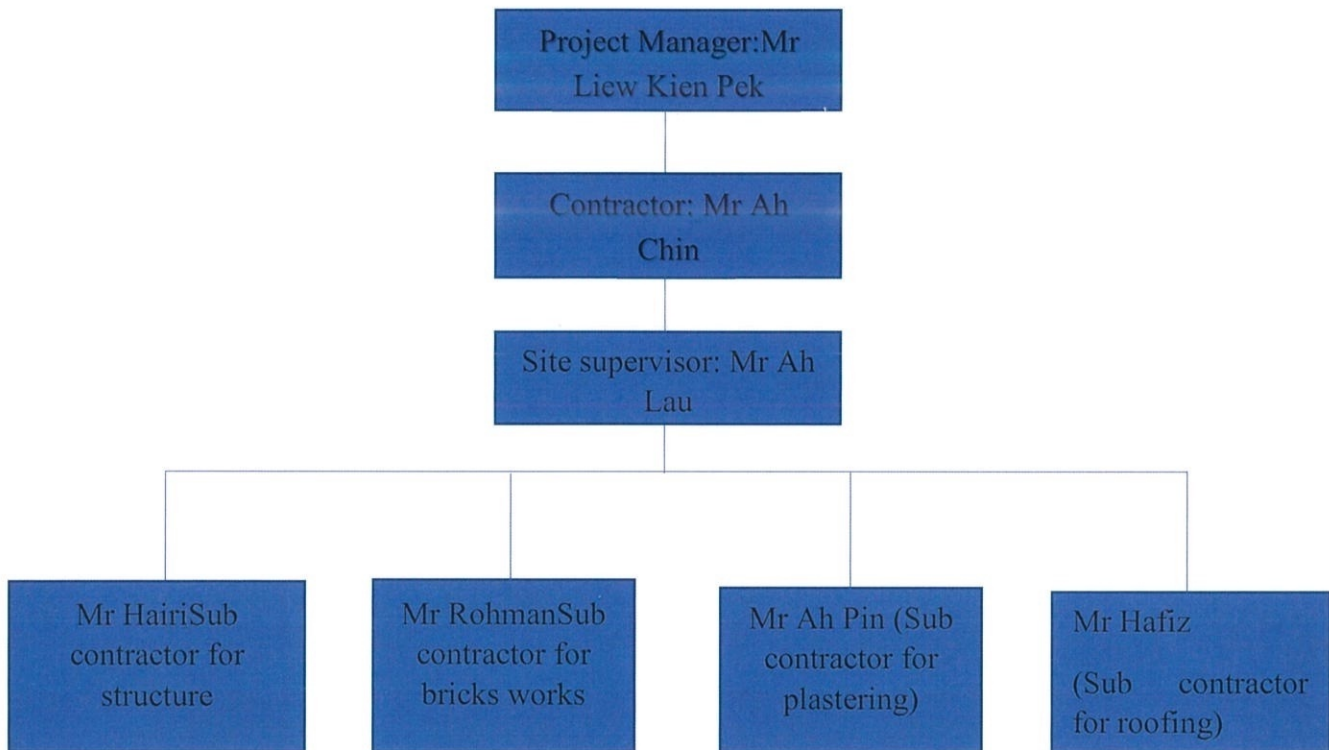 Project Manager:Mr
Liew Kien Pek
Contractor: Mr Ah
Chin
Site supervisor: Mr Ah
Lau
Mr HairiSub
contractor for
structure
Mr RohmanSub
contractor for
bricks works
Mr Ah Pin (Sub
contractor for
plastering)
Mr Hafiz
(Sub contractor
for roofing)